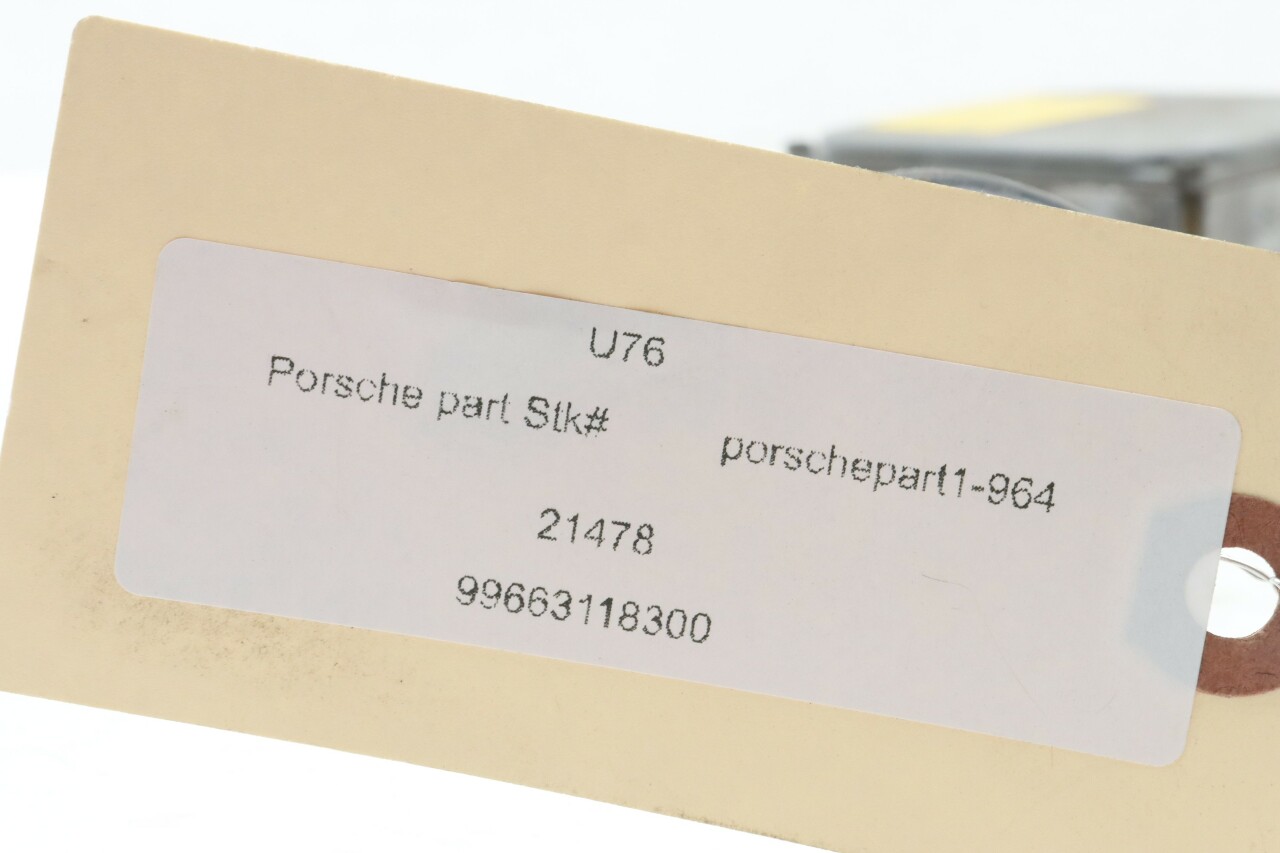 U76
Porsche part Stk# porschepart1-964
21478
99663118300